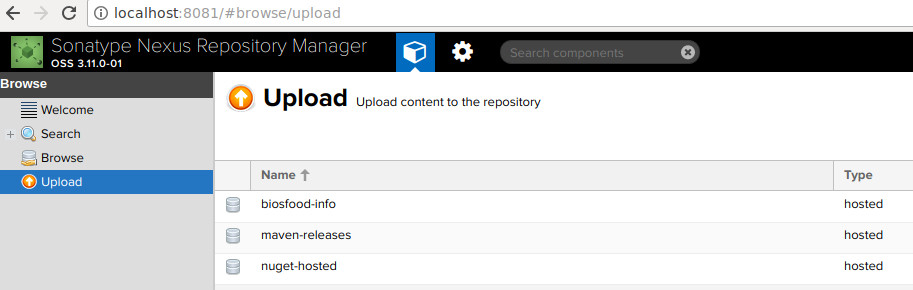 localhost:8081/#browse/upload
Sonatype Nexus Repository Manager
OSS 3.11.0-01
Search components
Browse
Welcome
Search
Browse
Upload
Upload Upload content to the repository
Name Type
biosfood-info hosted
maven-releases hosted
nuget-hosted hosted